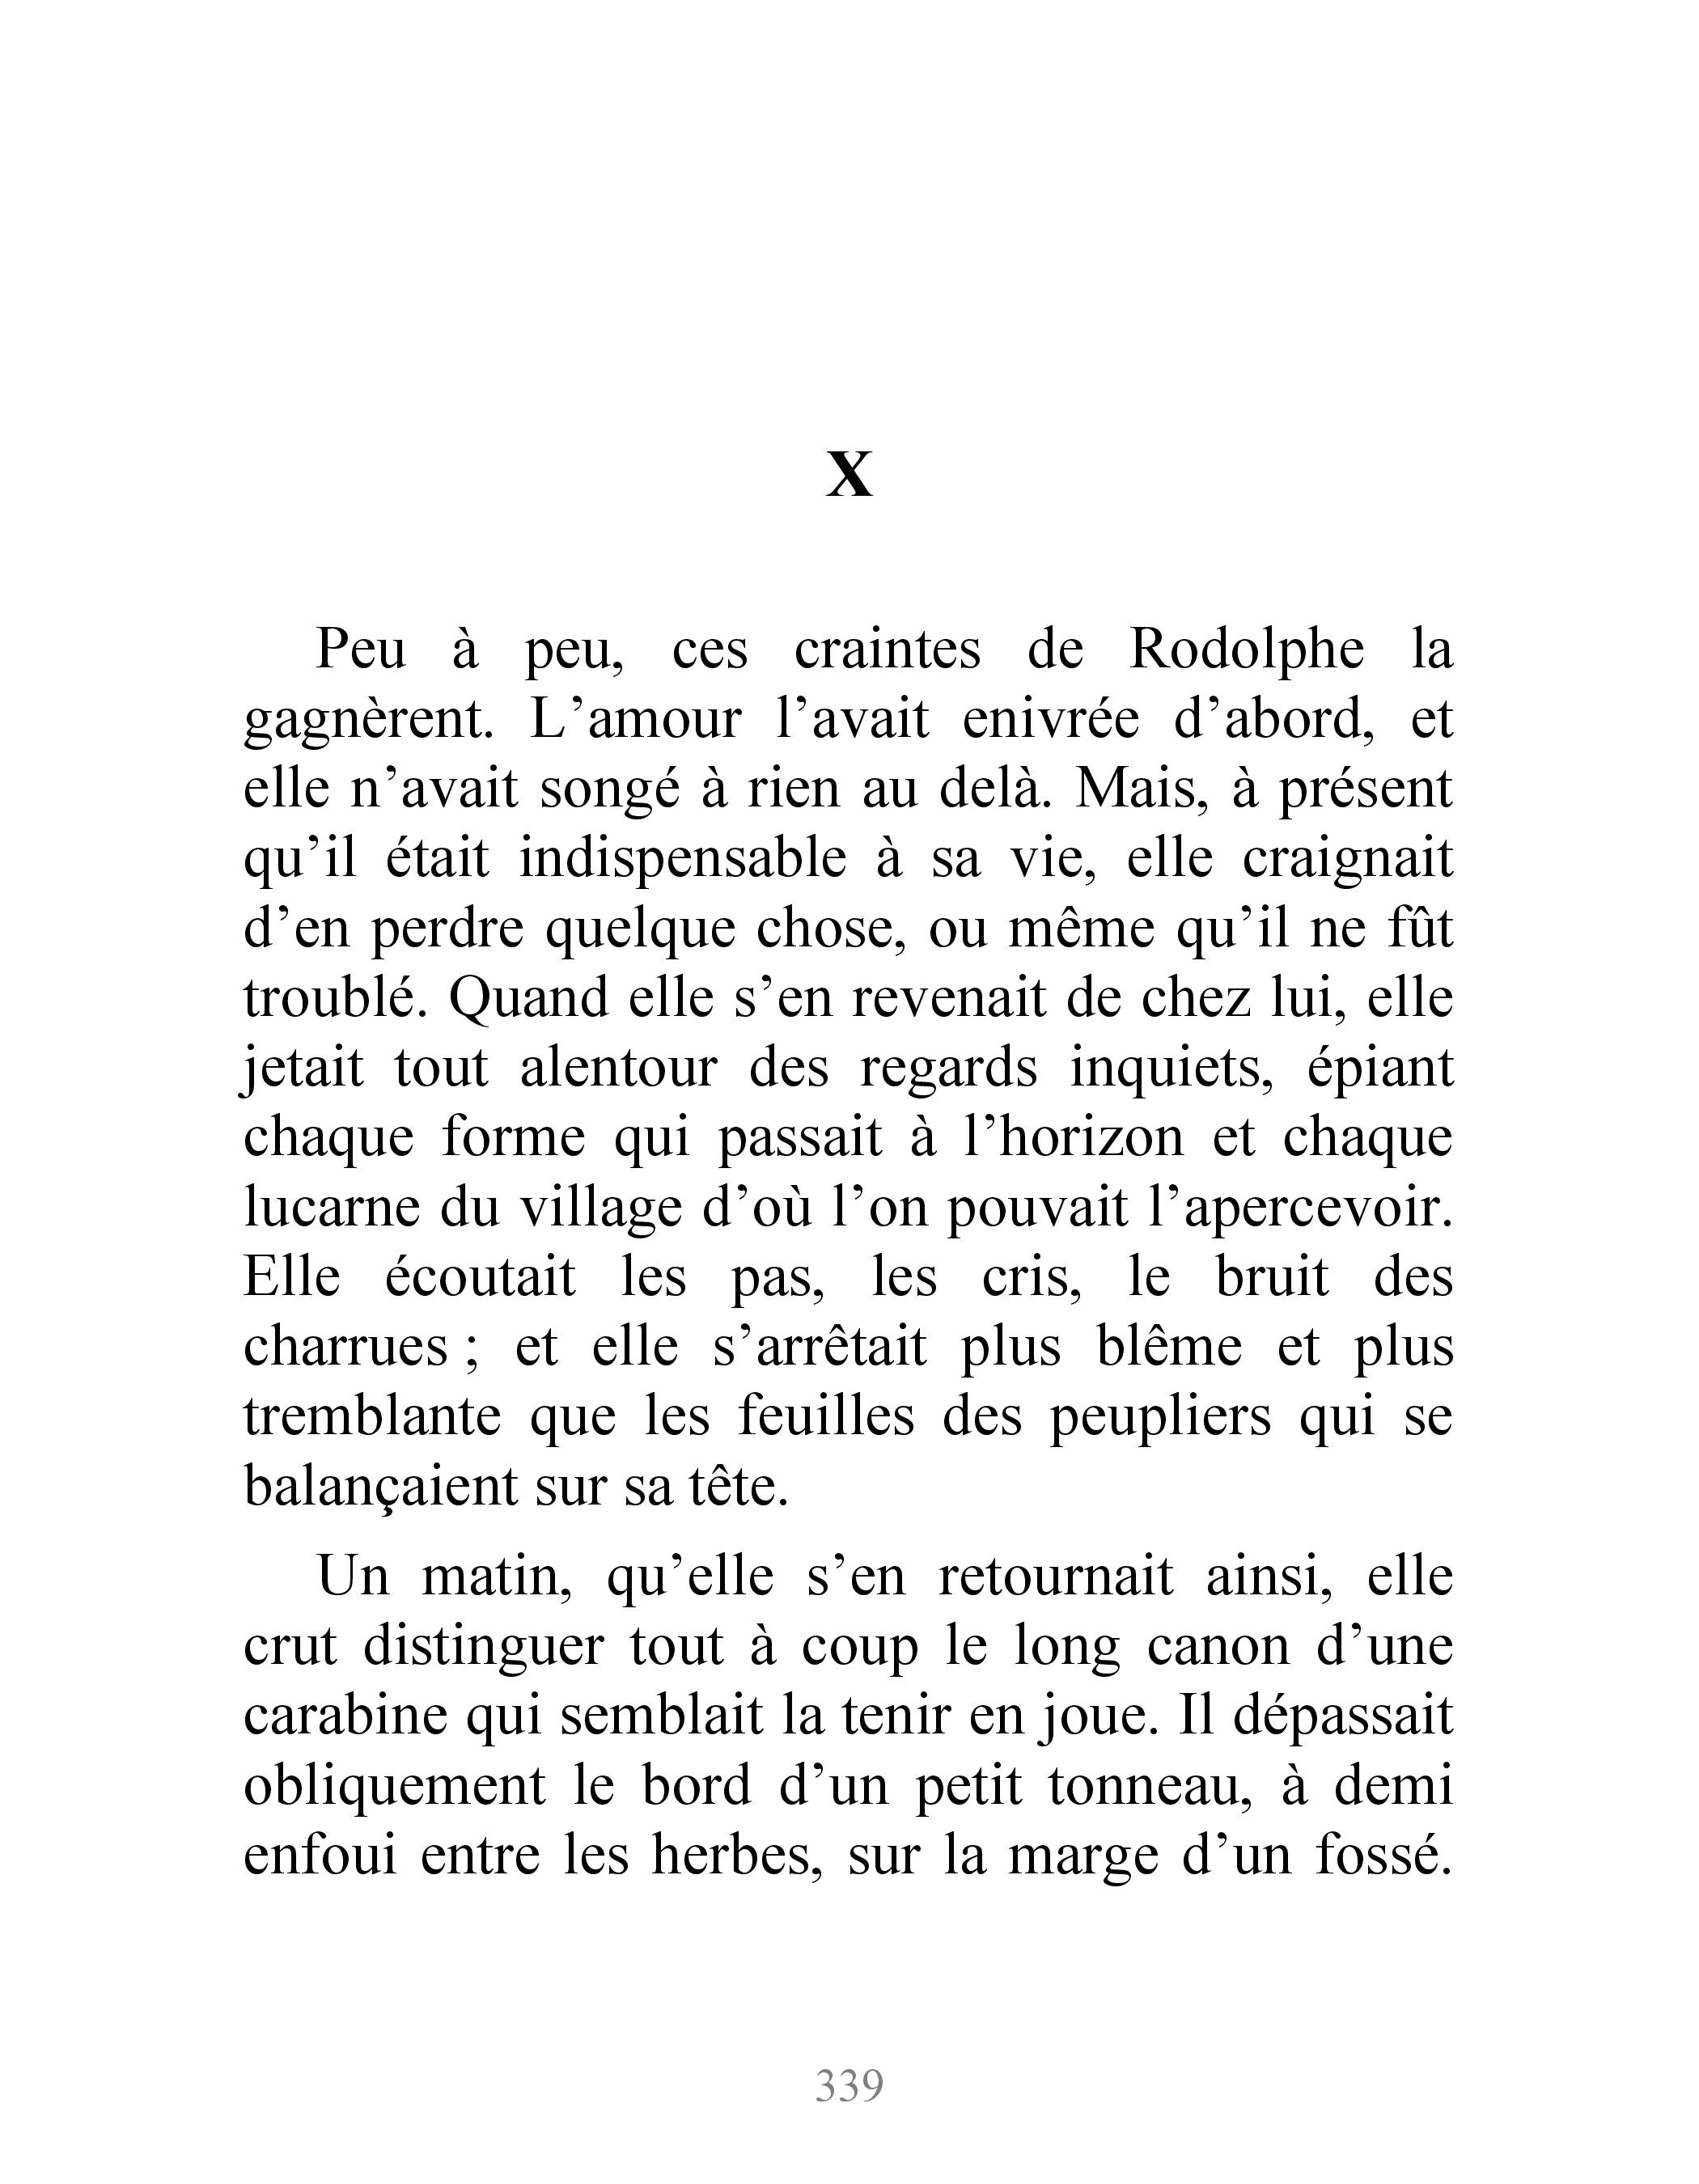 X
Peu à peu, ces craintes de Rodolphe la
gagnèrent. L’amour l’avait enivrée d’abord, et
elle n’avait songé à rien au delà. Mais, à présent
qu’il était indispensable à sa vie, elle craignait
d’en perdre quelque chose, ou même qu’il ne fût
troublé. Quand elle s’en revenait de chez lui, elle
jetait tout alentour des regards inquiets, épiant
chaque forme qui passait à l’horizon et chaque
lucarne du village d’où l’on pouvait l’apercevoir.
Elle écoutait les pas, les cris, le bruit des
charrues ; et elle s’arrêtait plus blême et plus
tremblante que les feuilles des peupliers qui se
balançaient sur sa tête.
Un matin, qu’elle s’en retournait ainsi, elle
crut distinguer tout à coup le long canon d’une
carabine qui semblait la tenir en joue. Il dépassait
obliquement le bord d’un petit tonneau, à demi
enfoui entre les herbes, sur la marge d’un fossé.
339